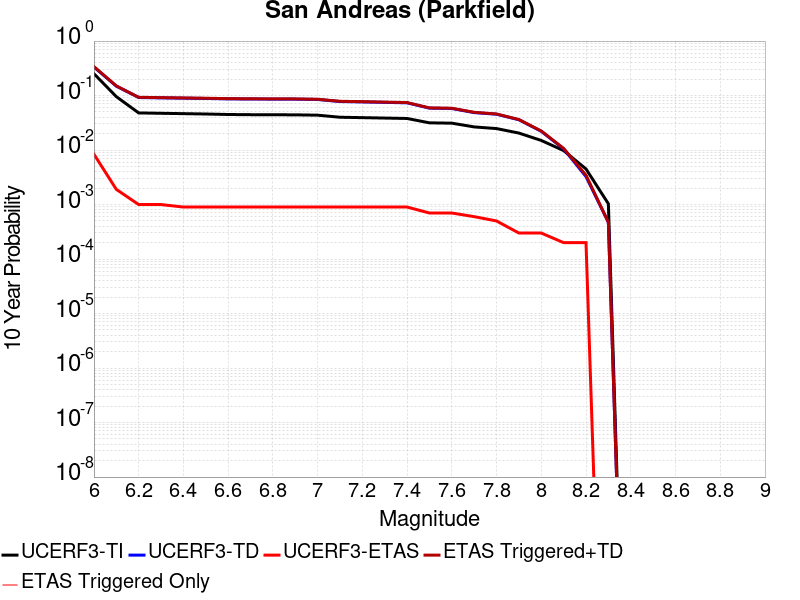 San Andreas (Parkfield)
10^0
10^-1
10^-2
10^-3
10^-4
10^-5
10^-6
10^-7
10^-8
10 Year Probability
6 6.2 6.4 6.6 6.8 7 7.2 7.4 7.6 7.8 8 8.2 8.4 8.6 8.8 9
Magnitude
UCERF3-TI UCERF3-TD UCERF3-ETAS ETAS Triggered+TD
ETAS Triggered Only